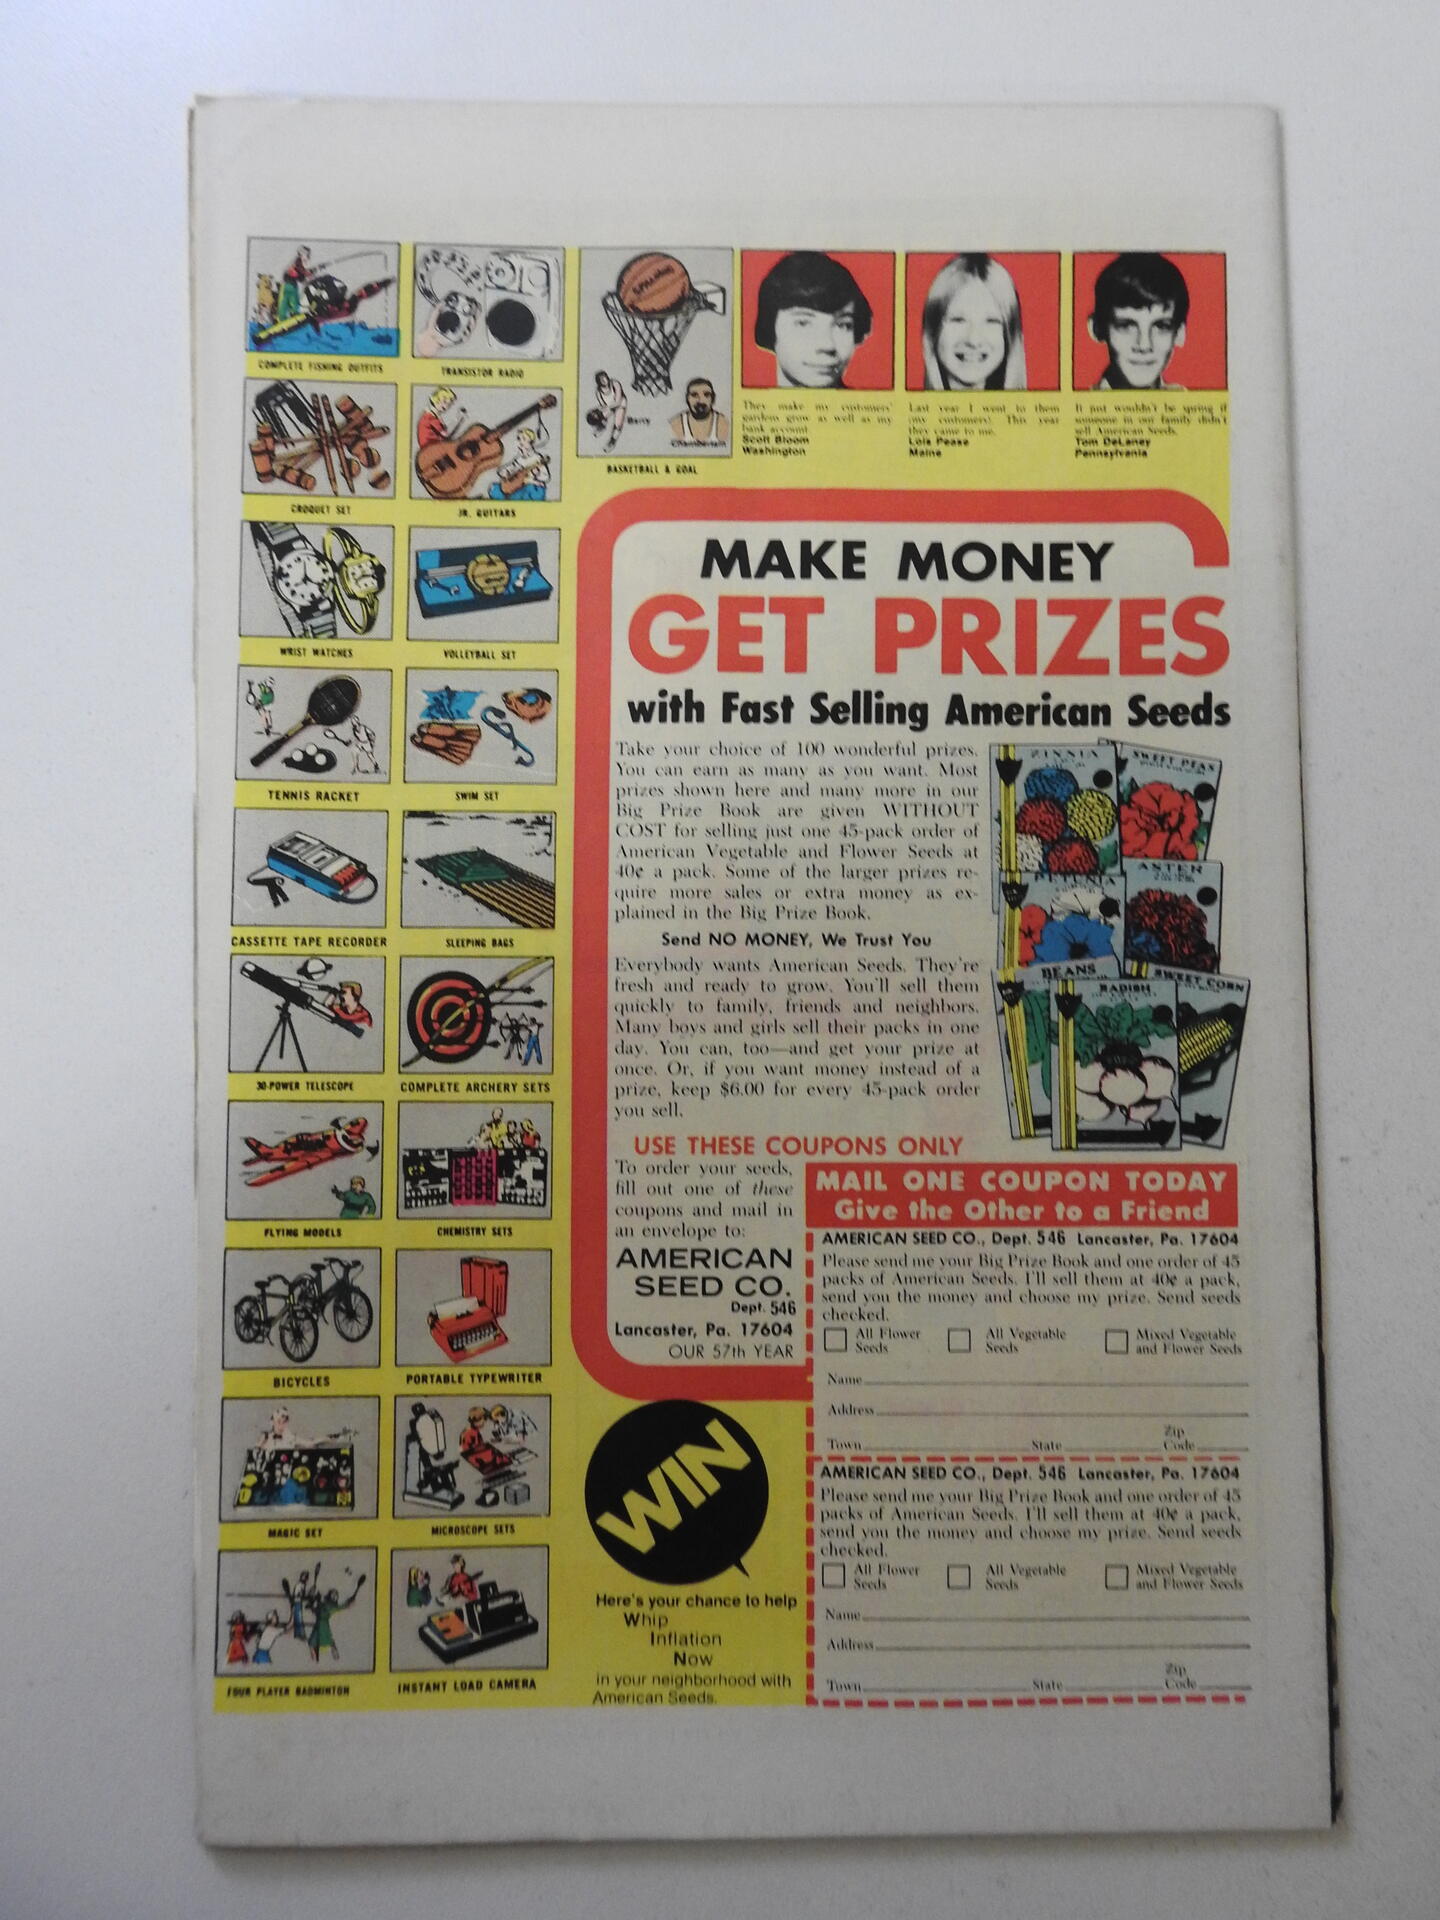 COMPLETE FISHING OUTFITS
TRANSISTOR RADIO
CROQUET SET
JR. GUITARS
WRIST WATCHES
VOLLEYBALL SET
TENNIS RACKET
SWIM SET
CASSETTE TAPE RECORDER
SLEEPING BAGS
30-POWER TELESCOPE
COMPLETE ARCHERY SETS
FLYING MODELS
CHEMISTRY SETS
BICYCLES
PORTABLE TYPEWRITER
MAGIC SET
MICROSCOPE SETS
FOUR PLAYER BADMINTON
INSTANT LOAD CAMERA
SPALDING
Barry
Chamberlain
BASKETBALL & GOAL
They make my customers'
gardens grow as well as my
bank account.
Scott Bloom
Washington
Last year I went to them
(my customers). This year
they came to me.
Lois Pease
Maine
It just wouldn't be spring if
someone in our family didn't
sell American Seeds.
Tom DeLaney
Pennsylvania
MAKE MONEY
GET PRIZES
with Fast Selling American Seeds
Take your choice of 100 wonderful prizes.
You can earn as many as you want. Most
prizes shown here and many more in our
Big Prize Book are given WITHOUT
COST for selling just one 45-pack order of
American Vegetable and Flower Seeds at
40¢ a pack. Some of the larger prizes re-
quire more sales or extra money as ex-
plained in the Big Prize Book.
Send NO MONEY, We Trust You
Everybody wants American Seeds. They're
fresh and ready to grow. You'll sell them
quickly to family, friends and neighbors.
Many boys and girls sell their packs in one
day. You can, too—and get your prize at
once. Or, if you want money instead of a
prize, keep $6.00 for every 45-pack order
you sell.
ZINNIA
SWEET PEAS
PETUNIA
ASTER
BEANS
SWEET CORN
RADISH
USE THESE COUPONS ONLY
To order your seeds,
fill out one of these
coupons and mail in
an envelope to:
AMERICAN
SEED CO.
Dept. 546
Lancaster, Pa. 17604
OUR 57th YEAR
MAIL ONE COUPON TODAY
Give the Other to a Friend
AMERICAN SEED CO., Dept. 546 Lancaster, Pa. 17604
Please send me your Big Prize Book and one order of 45
packs of American Seeds. I'll sell them at 40¢ a pack,
send you the money and choose my prize. Send seeds
checked.
All Flower Seeds
All Vegetable Seeds
Mixed Vegetable and Flower Seeds
Name
Address
Town State Zip Code
AMERICAN SEED CO., Dept. 546 Lancaster, Pa. 17604
Please send me your Big Prize Book and one order of 45
packs of American Seeds. I'll sell them at 40¢ a pack,
send you the money and choose my prize. Send seeds
checked.
All Flower Seeds
All Vegetable Seeds
Mixed Vegetable and Flower Seeds
Name
Address
Town State Zip Code
WIN
Here's your chance to help
Whip
Inflation
Now
in your neighborhood with
American Seeds.